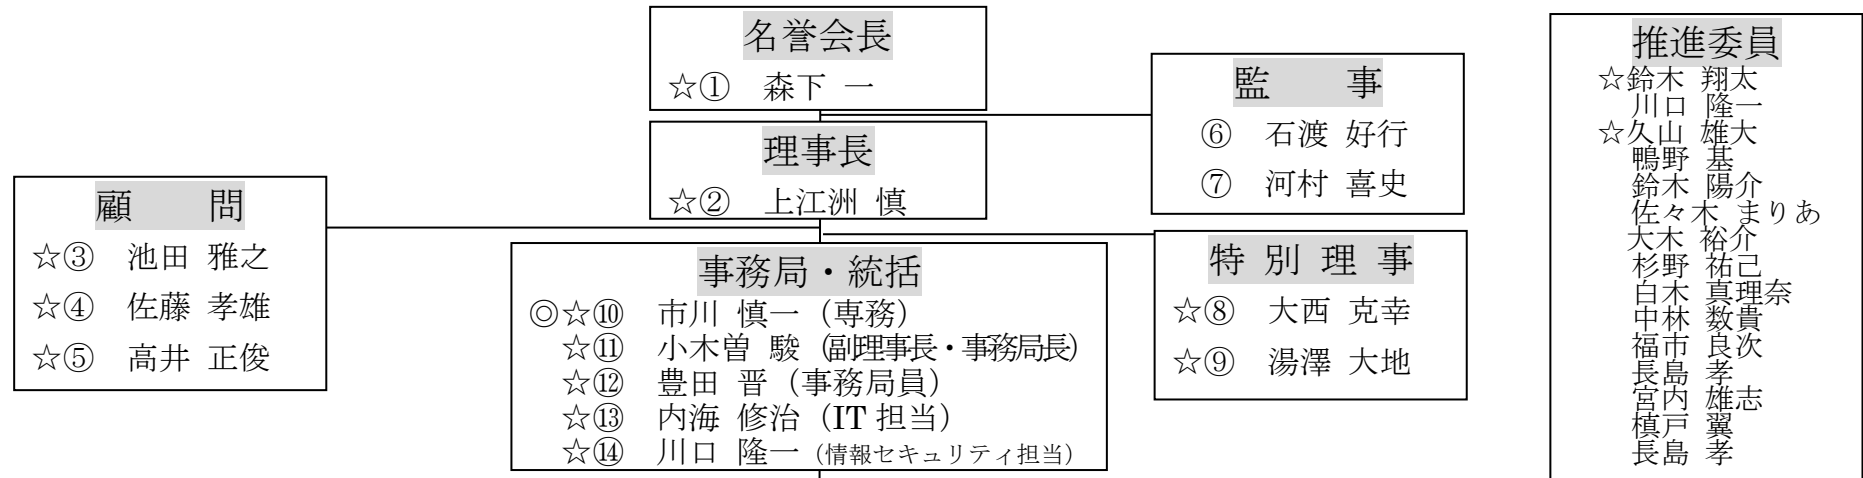 名誉会長
☆① 森下 一
理事長
☆② 上江洲 慎
監 事
⑥ 石渡 好行
⑦ 河村 喜史
顧 問
☆③ 池田 雅之
☆④ 佐藤 孝雄
☆⑤ 高井 正俊
事務局・統括
◎☆⑩ 市川 慎一（専務）
☆⑪ 小木曽 駿（副理事長・事務局長）
☆⑫ 豊田 晋（事務局員）
☆⑬ 内海 修治（IT 担当）
☆⑭ 川口 隆一（情報セキュリティ担当）
特 別 理 事
☆⑧ 大西 克幸
☆⑨ 湯澤 大地
推進委員
☆鈴木 翔太
川口 隆一
☆久山 雄大
鴨野 基
鈴木 陽介
佐々木 まりあ
大木 裕介
杉野 祐己
白木 真理奈
中林 数貴
福市 良次
長島 孝
宮内 雄志
槙戸 翼
長島 孝